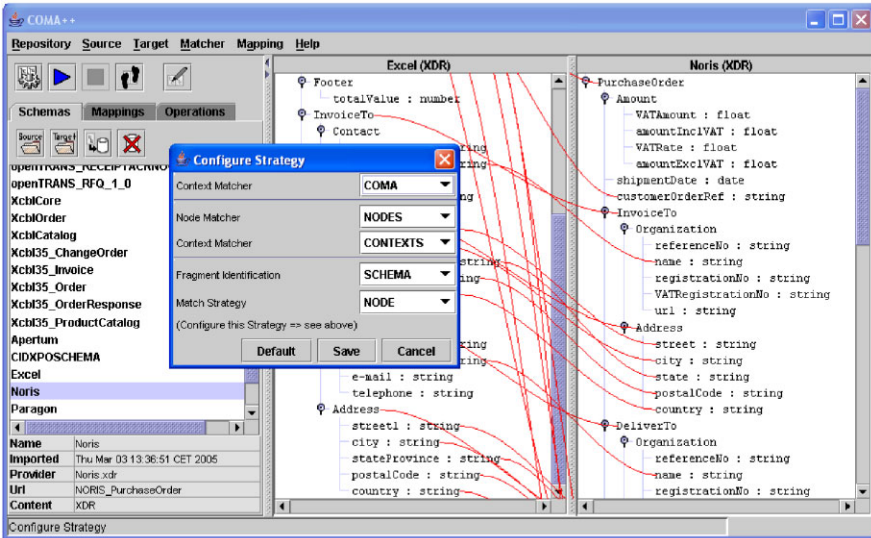 COMA++
Repository Source Target Matcher Mapping Help
Schemas Mappings Operations
Source Target
openTRANS_RFQ_1_0
XcblCore
XcblOrder
XcblCatalog
Xcbl35_ChangeOrder
Xcbl35_Invoice
Xcbl35_Order
Xcbl35_OrderResponse
Xcbl35_ProductCatalog
Apertum
CIDXPOSCHEMA
Excel
Noris
Paragon
Name Noris
Imported Thu Mar 03 13:36:51 CET 2005
Provider Noris.xdr
Url NORIS_PurchaseOrder
Content XDR
Configure Strategy
Configure Strategy
Context Matcher COMA
Node Matcher NODES
Context Matcher CONTEXTS
Fragment Identification SCHEMA
Match Strategy NODE
(Configure this Strategy => see above)
Default Save Cancel
Excel (XDR)
Footer
totalValue : number
InvoiceTo
Contact
e-mail : string
telephone : string
Address
street1 : string
city : string
stateProvince : string
postalCode : string
country : string
Noris (XDR)
PurchaseOrder
Amount
VATAmount : float
amountInclVAT : float
VATRate : float
amountExclVAT : float
shipmentDate : date
customerOrderRef : string
InvoiceTo
Organization
referenceNo : string
name : string
registrationNo : string
VATRegistrationNo : string
url : string
Address
street : string
city : string
state : string
postalCode : string
country : string
DeliverTo
Organization
referenceNo : string
name : string
registrationNo : string